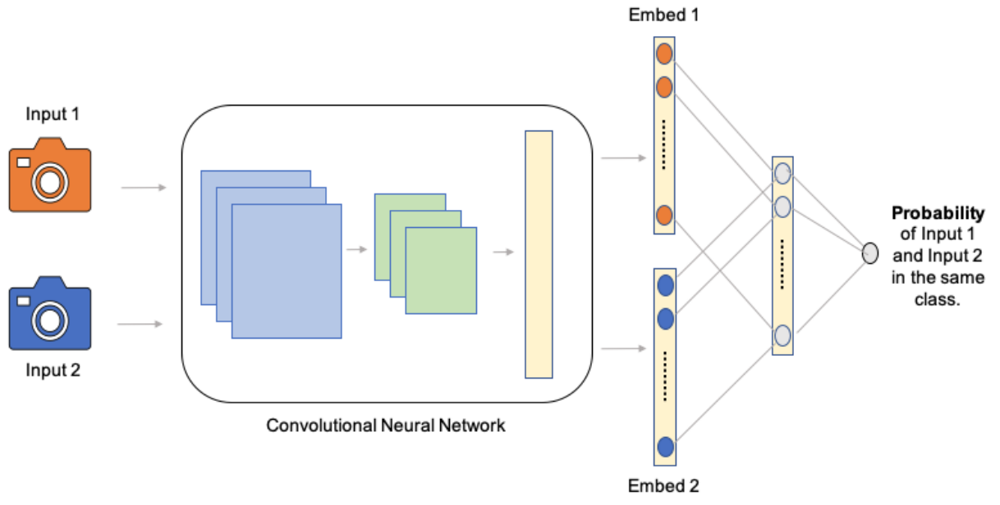 Embed 1
Input 1
Input 2
Convolutional Neural Network
Probability
of Input 1
and Input 2
in the same
class.
Embed 2